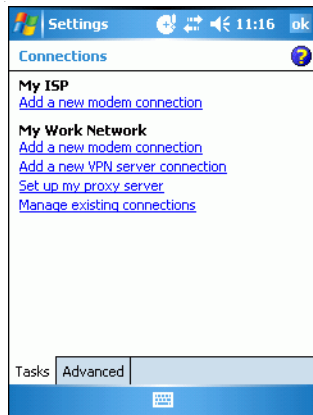 Settings 11:16 ok
Connections
My ISP
Add a new modem connection
My Work Network
Add a new modem connection
Add a new VPN server connection
Set up my proxy server
Manage existing connections
Tasks Advanced